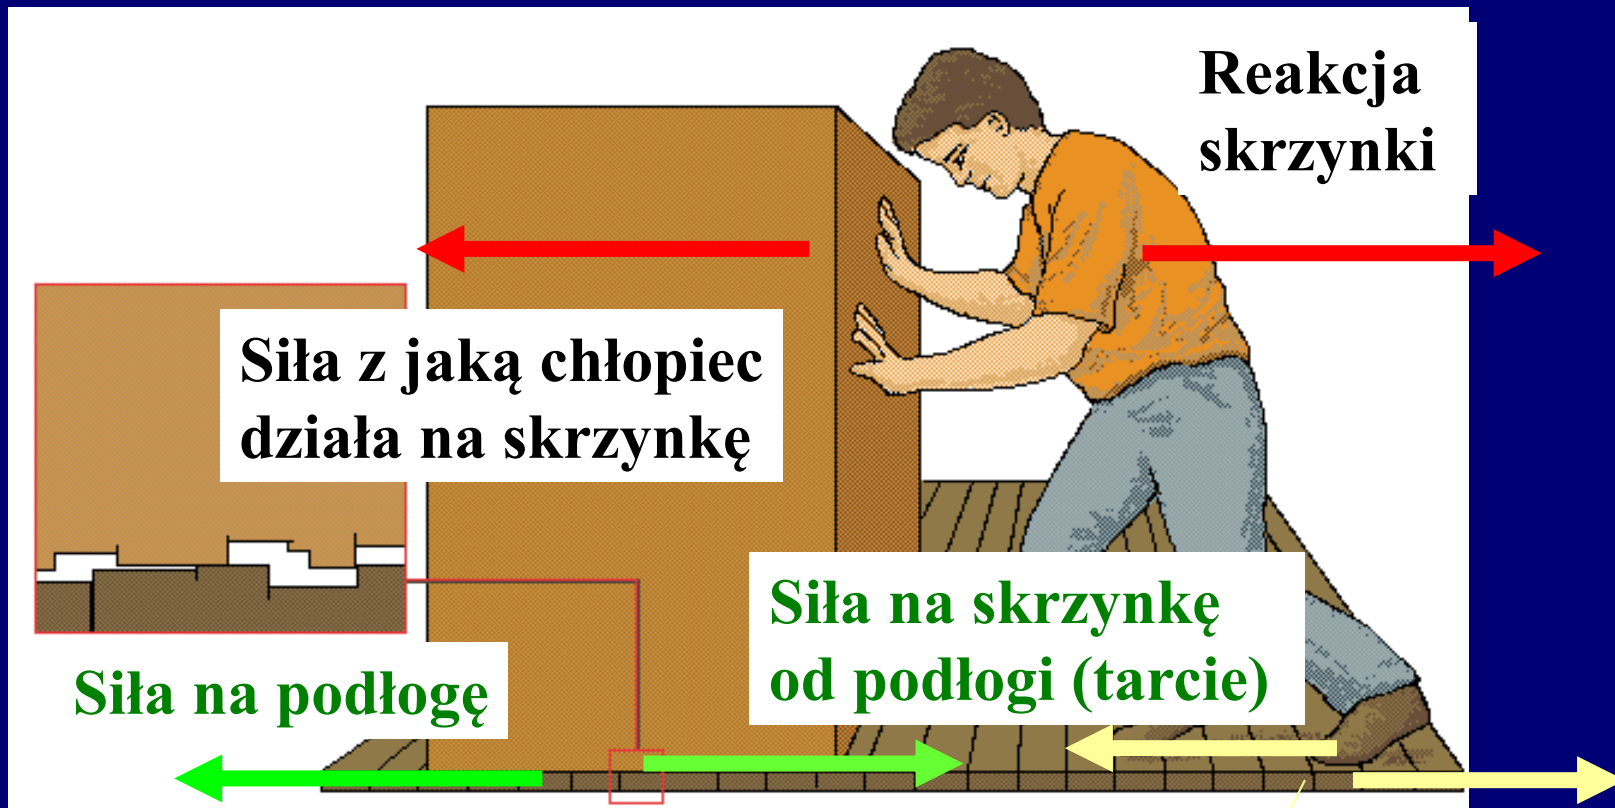 Reakcja
skrzynki
Siła z jaką chłopiec
działa na skrzynkę
Siła na skrzynkę
od podłogi (tarcie)
Siła na podłogę